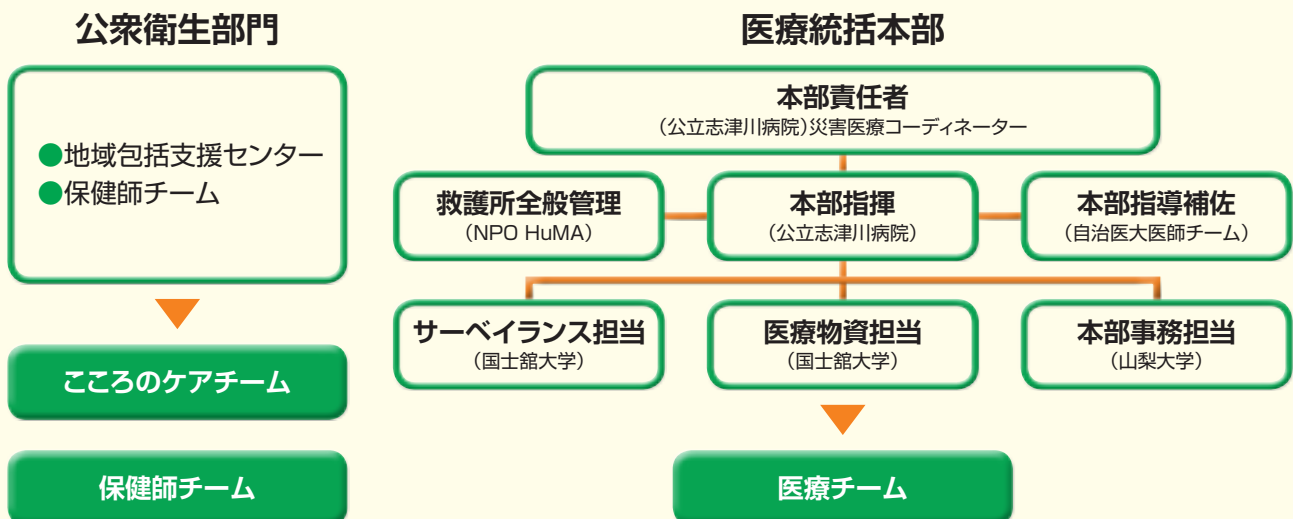 公衆衛生部門
●地域包括支援センター
●保健師チーム
こころのケアチーム
保健師チーム
医療統括本部
本部責任者
(公立志津川病院)災害医療コーディネーター
救護所全般管理
(NPO HuMA)
本部指揮
(公立志津川病院)
本部指導補佐
(自治医大医師チーム)
サーベイランス担当
(国士舘大学)
医療物資担当
(国士舘大学)
本部事務担当
(山梨大学)
医療チーム